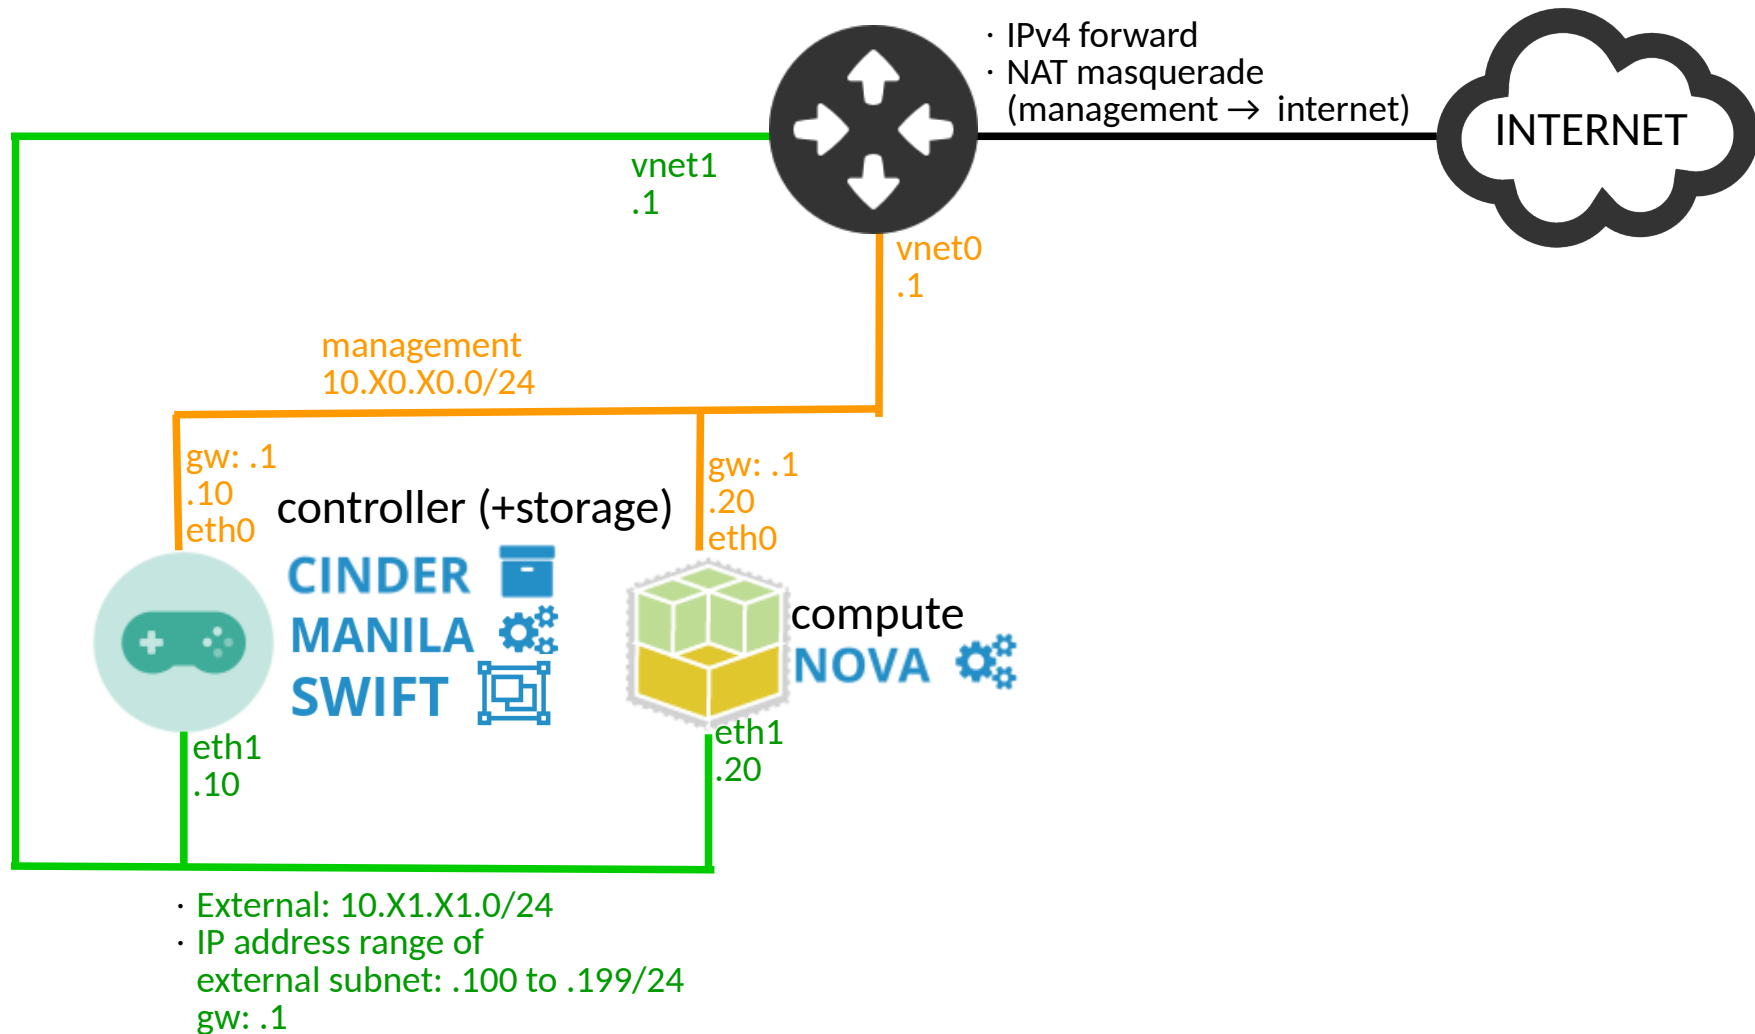 · IPv4 forward
· NAT masquerade
(management → internet)
INTERNET
vnet1
.1
vnet0
.1
management
10.X0.X0.0/24
gw: .1
.10
eth0
controller (+storage)
gw: .1
.20
eth0
CINDER
MANILA
SWIFT
compute
NOVA
eth1
.10
eth1
.20
· External: 10.X1.X1.0/24
· IP address range of
external subnet: .100 to .199/24
gw: .1